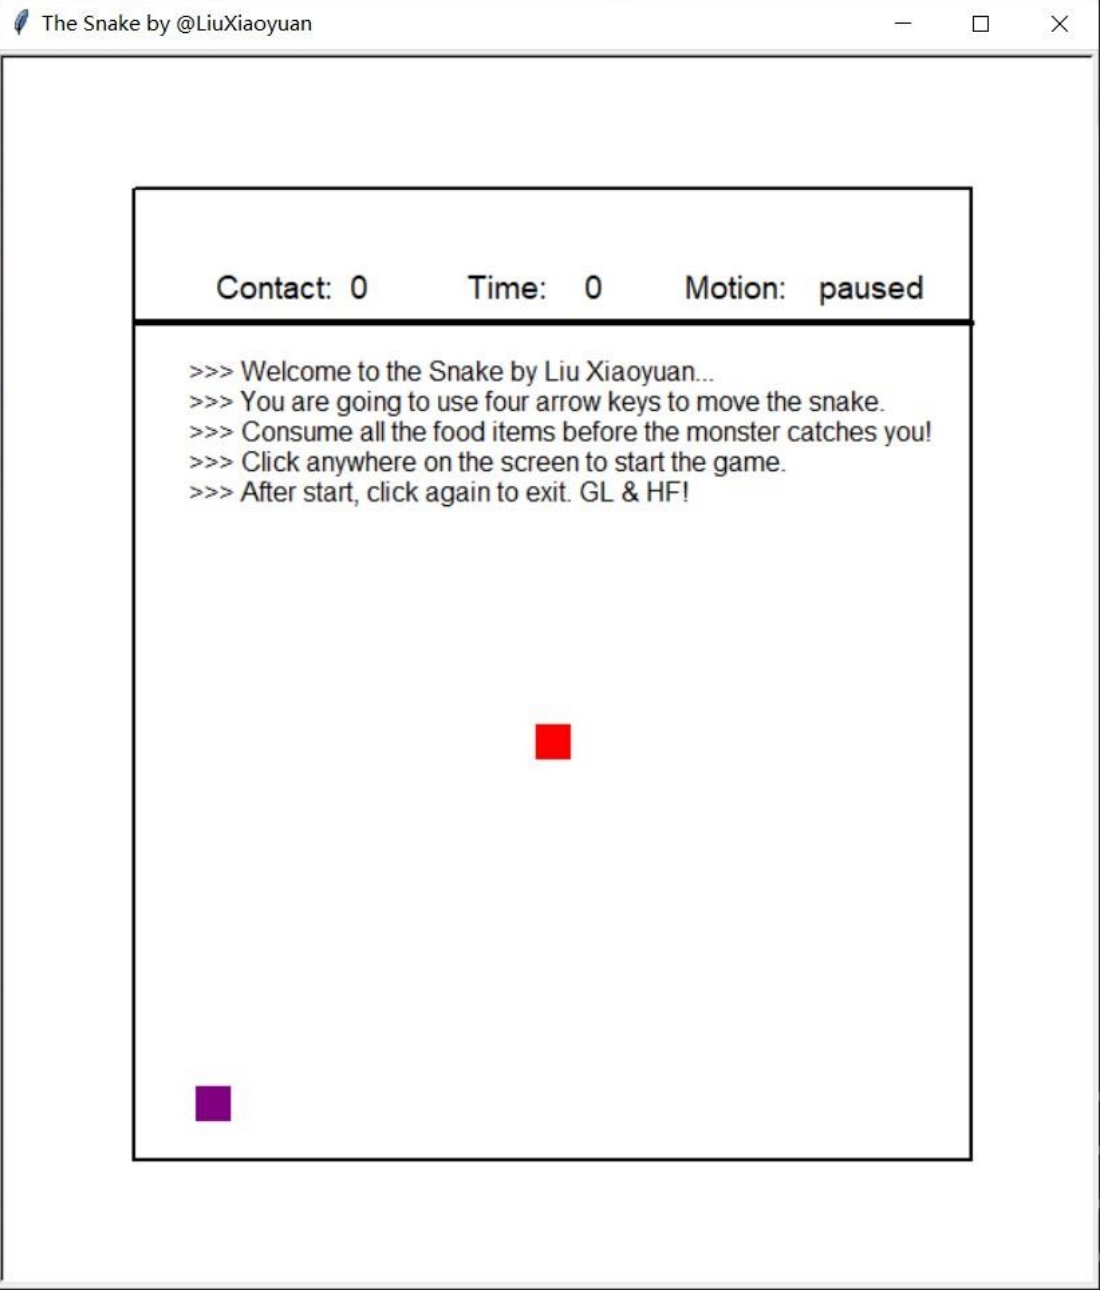 The Snake by @LiuXiaoyuan
Contact: 0 Time: 0 Motion: paused
>>> Welcome to the Snake by Liu Xiaoyuan...
>>> You are going to use four arrow keys to move the snake.
>>> Consume all the food items before the monster catches you!
>>> Click anywhere on the screen to start the game.
>>> After start, click again to exit. GL & HF!